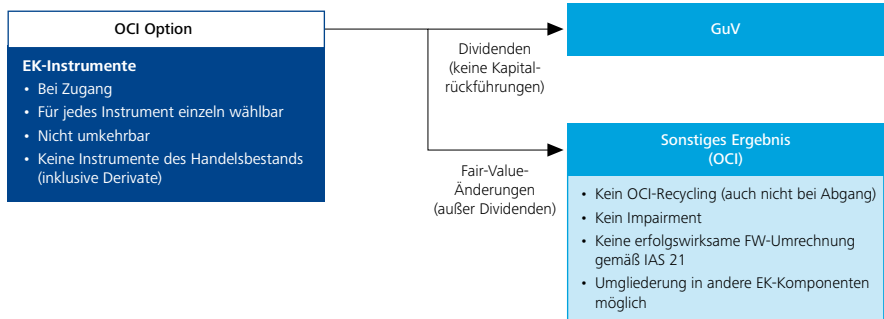 OCI Option
EK-Instrumente
• Bei Zugang
• Für jedes Instrument einzeln wählbar
• Nicht umkehrbar
• Keine Instrumente des Handelsbestands
(inklusive Derivate)
Dividenden
(keine Kapital-
rückführungen)
GuV
Fair-Value-
Änderungen
(außer Dividenden)
Sonstiges Ergebnis
(OCI)
• Kein OCI-Recycling (auch nicht bei Abgang)
• Kein Impairment
• Keine erfolgswirksame FW-Umrechnung
gemäß IAS 21
• Umgliederung in andere EK-Komponenten
möglich